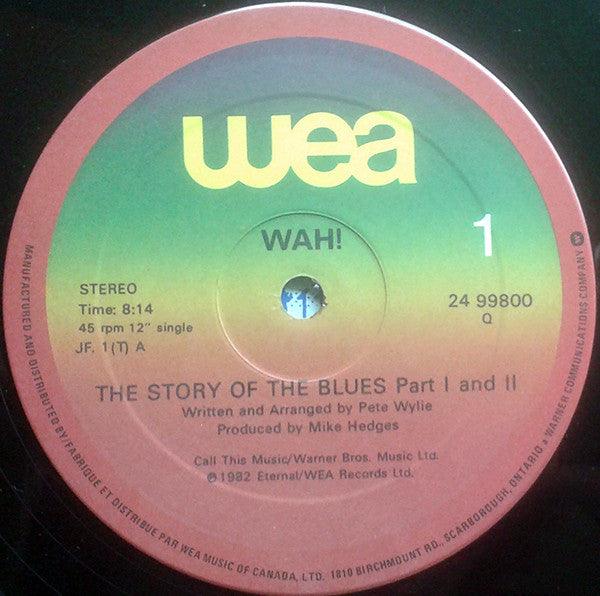 wea
WAH!
1
STEREO
Time: 8:14
45 rpm 12" single
JF. 1 (T) A
24 99800
Q
1
THE STORY OF THE BLUES Part I and II
Written and Arranged by Pete Wylie
Produced by Mike Hedges
Call This Music/Warner Bros. Music Ltd.
℗1982 Eternal/WEA Records Ltd.
MANUFACTURED AND DISTRIBUTED BY/FABRIQUE ET DISTRIBUE PAR WEA MUSIC OF CANADA, LTD. 1810 BIRCHMOUNT RD., SCARBOROUGH, ONTARIO a WARNER COMMUNICATIONS COMPANY